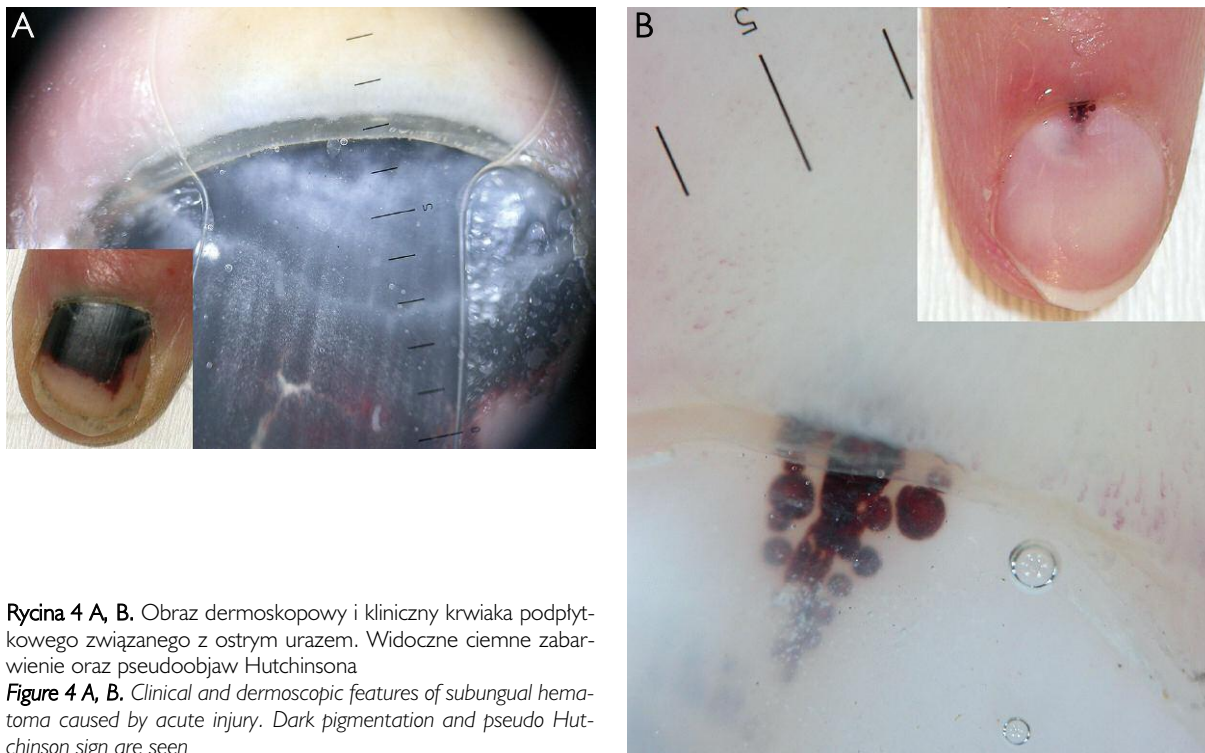 A
5
6
B
5
Rycina 4 A, B. Obraz dermoskopowy i kliniczny krwiaka podpłyt-
kowego związanego z ostrym urazem. Widoczne ciemne zabar-
wienie oraz pseudoobjaw Hutchinsona
Figure 4 A, B. Clinical and dermoscopic features of subungual hema-
toma caused by acute injury. Dark pigmentation and pseudo Hut-
chinson sign are seen